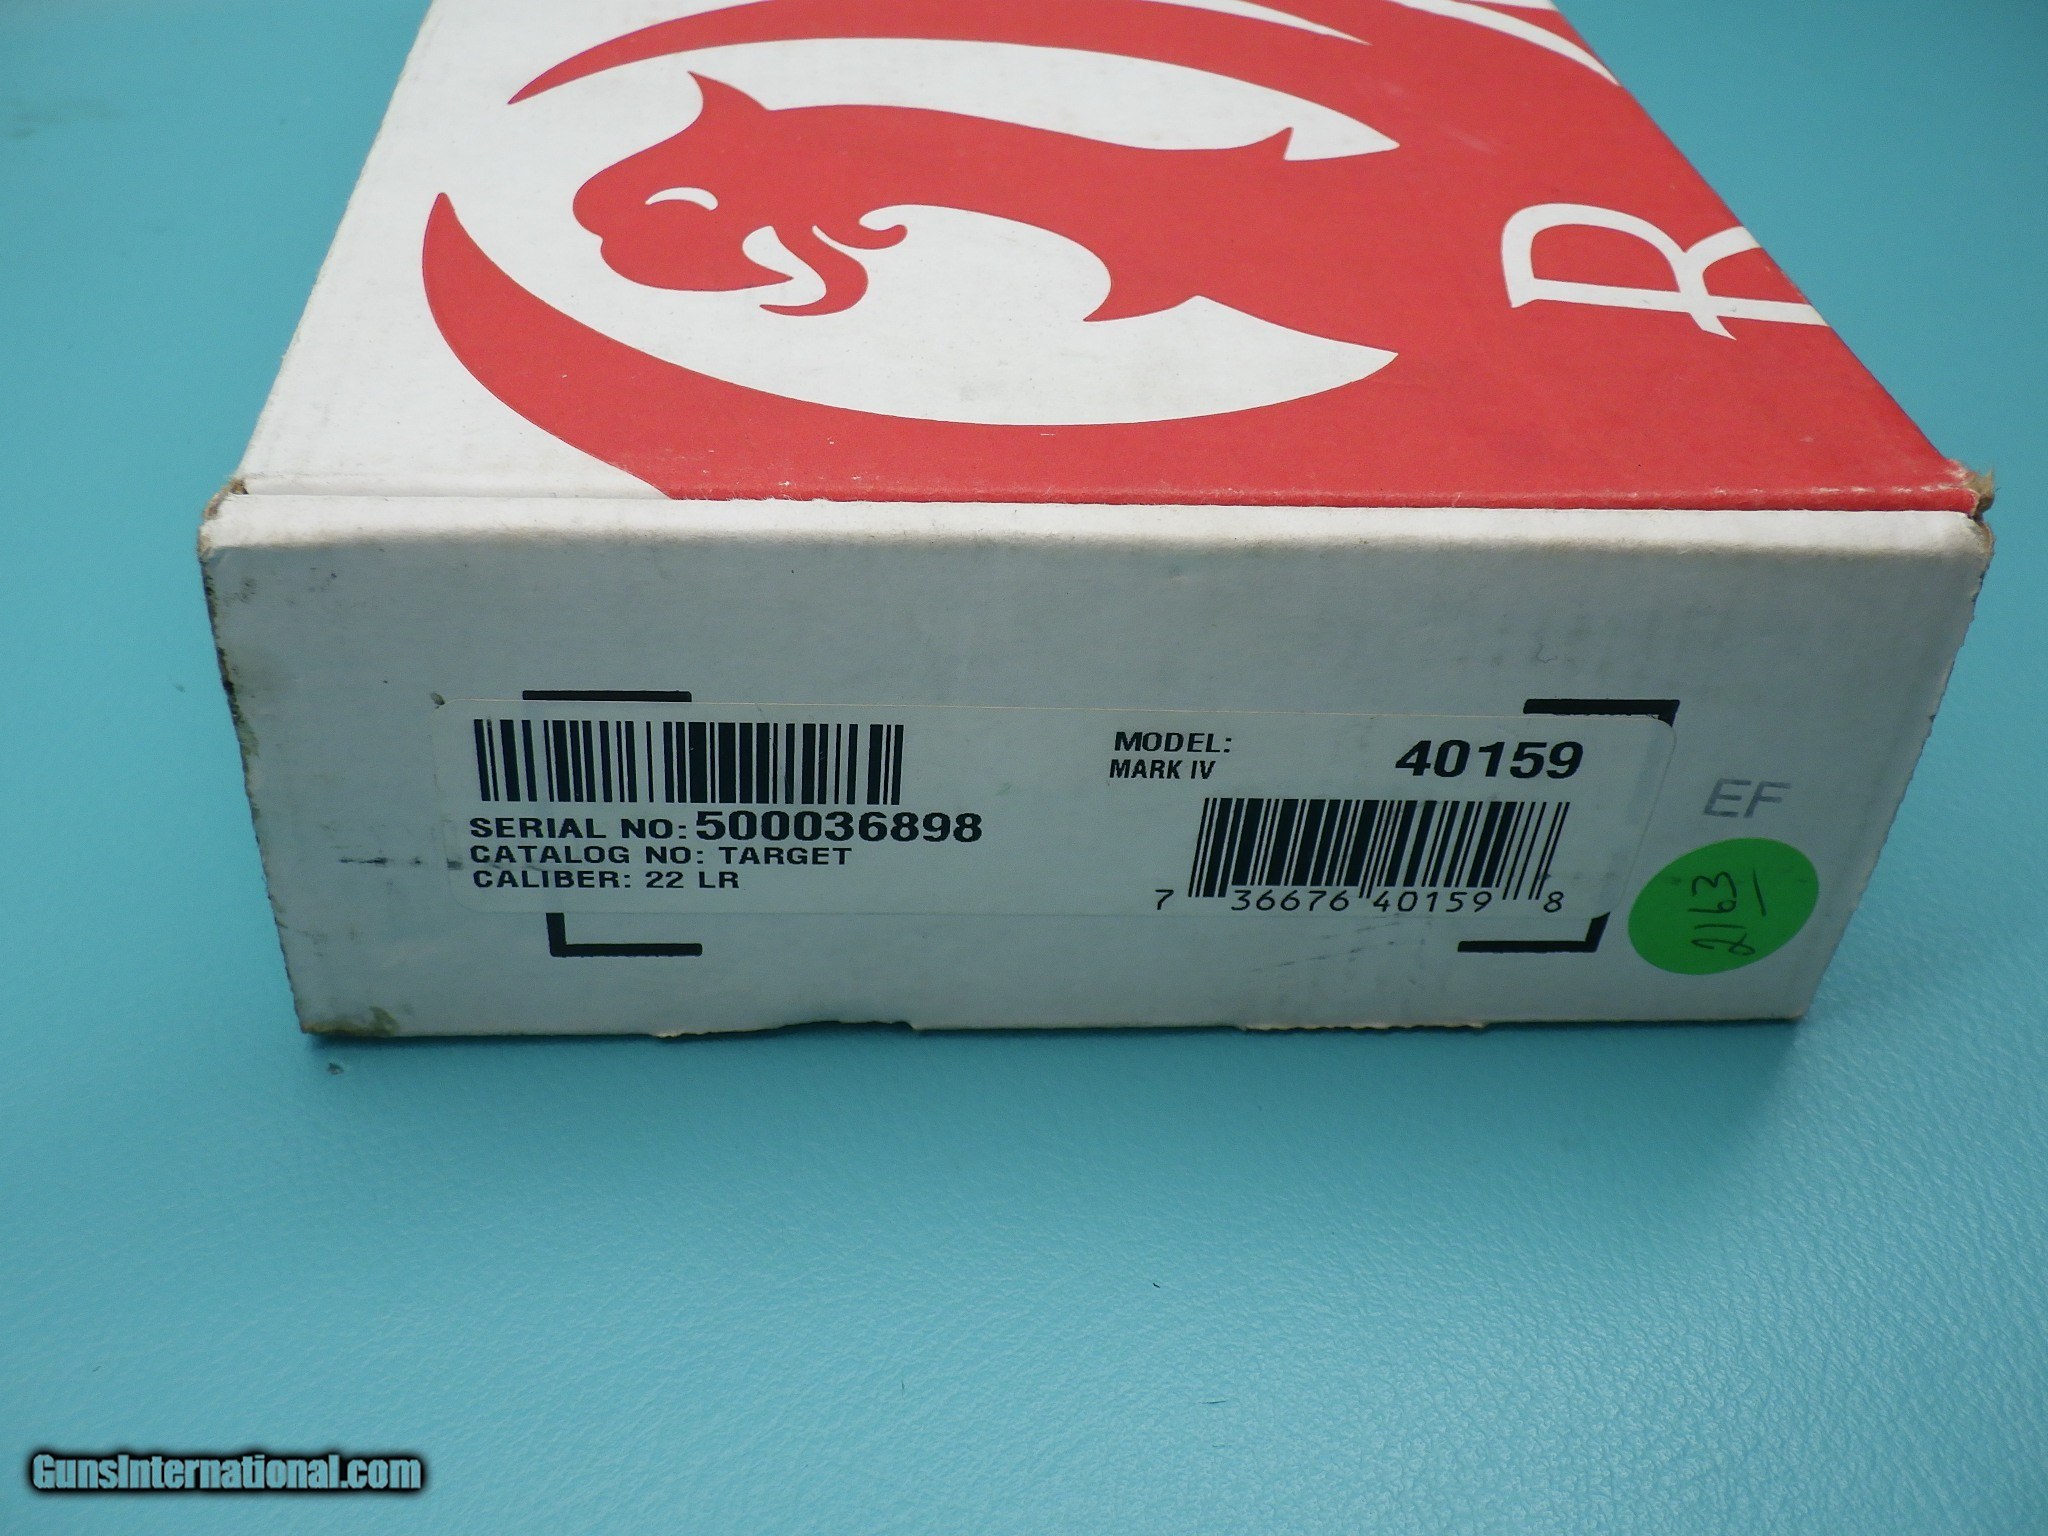 R
MODEL:
MARK IV
40159
SERIAL NO: 500036898
CATALOG NO: TARGET
CALIBER: 22 LR
7 36676 40159 8
EF
2163
GunsInternational.com